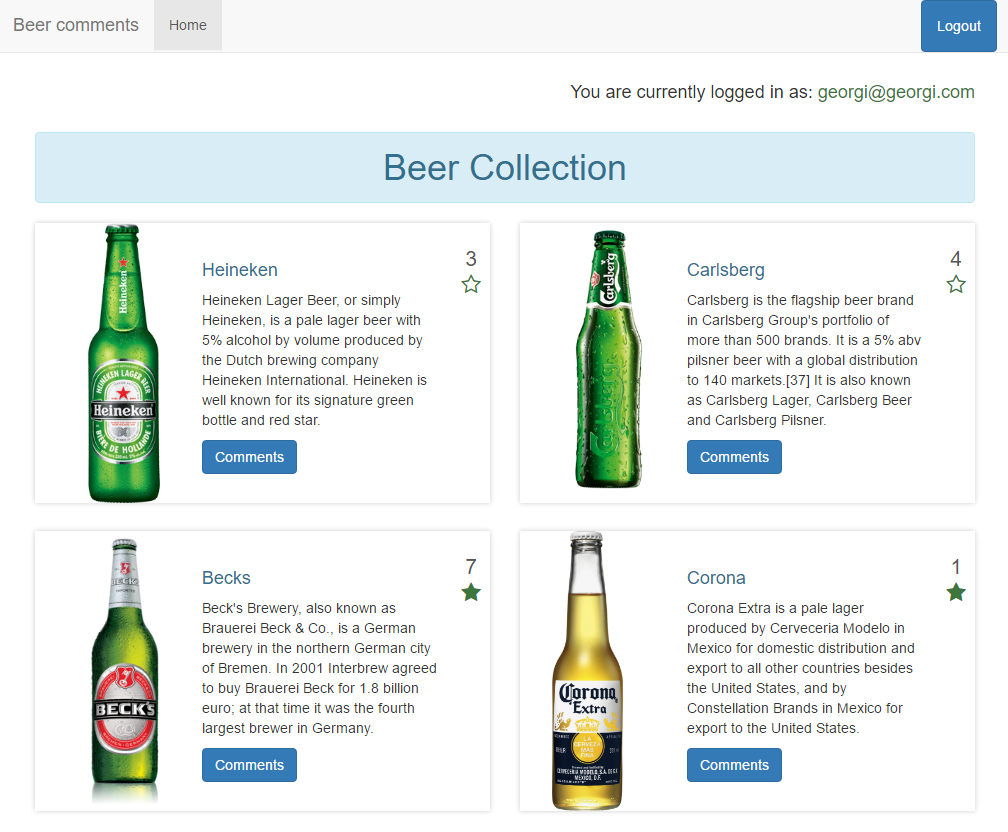 Beer comments Home Logout
You are currently logged in as: georgi@georgi.com
Beer Collection
Heineken
3
Heineken Lager Beer, or simply
Heineken, is a pale lager beer with
5% alcohol by volume produced by
the Dutch brewing company
Heineken International. Heineken is
well known for its signature green
bottle and red star.
Comments
Heineken
HEINEKEN LAGER BEER
Heineken
BIÈRE DE HOLLANDE
Carlsberg
4
Carlsberg is the flagship beer brand
in Carlsberg Group's portfolio of
more than 500 brands. It is a 5% abv
pilsner beer with a global distribution
to 140 markets.[37] It is also known
as Carlsberg Lager, Carlsberg Beer
and Carlsberg Pilsner.
Comments
Carlsberg
Carlsberg
Becks
7
Beck's Brewery, also known as
Brauerei Beck & Co., is a German
brewery in the northern German city
of Bremen. In 2001 Interbrew agreed
to buy Brauerei Beck for 1.8 billion
euro; at that time it was the fourth
largest brewer in Germany.
Comments
BECK'S
IMPORTED
BECK'S
Corona
1
Corona Extra is a pale lager
produced by Cerveceria Modelo in
Mexico for domestic distribution and
export to all other countries besides
the United States, and by
Constellation Brands in Mexico for
export to the United States.
Comments
Corona
Extra
LA
CERVEZA
MAS
FINA
BEER
CERVECERIA MODELO, S.A. DE C.V.
MEXICO, D.F.